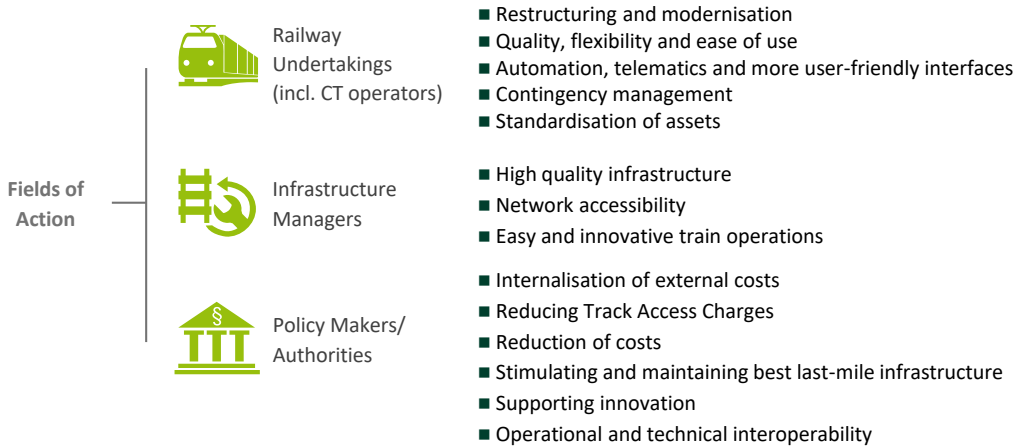 Fields of
Action
Railway
Undertakings
(incl. CT operators)
■ Restructuring and modernisation
■ Quality, flexibility and ease of use
■ Automation, telematics and more user-friendly interfaces
■ Contingency management
■ Standardisation of assets
Infrastructure
Managers
■ High quality infrastructure
■ Network accessibility
■ Easy and innovative train operations
§
Policy Makers/
Authorities
■ Internalisation of external costs
■ Reducing Track Access Charges
■ Reduction of costs
■ Stimulating and maintaining best last-mile infrastructure
■ Supporting innovation
■ Operational and technical interoperability